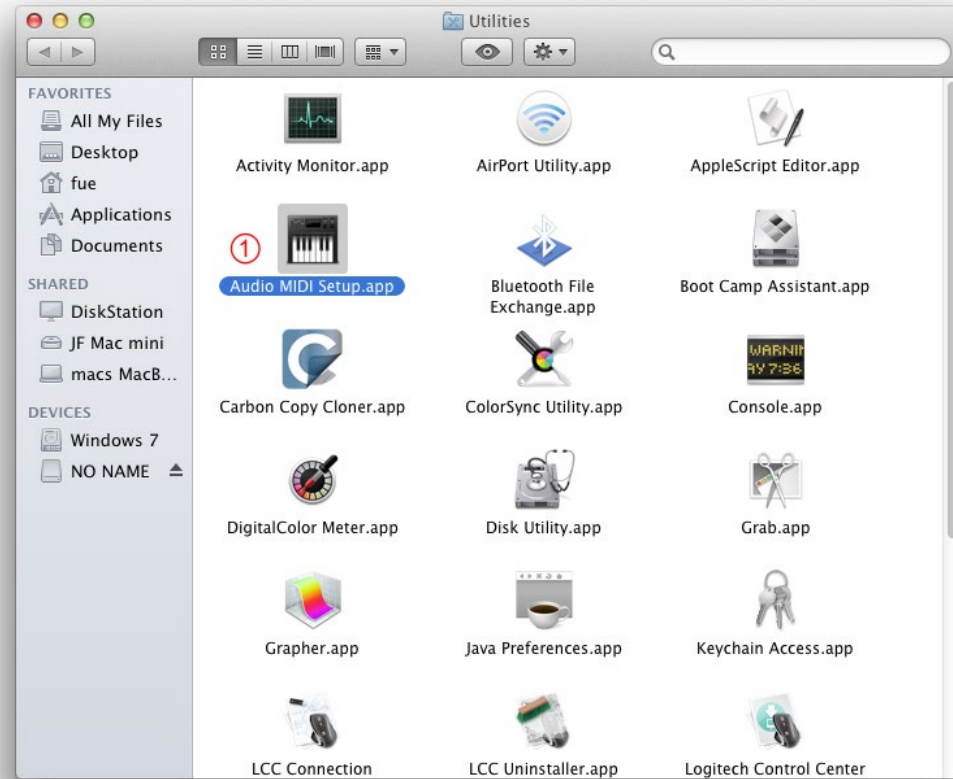 Utilities
FAVORITES
All My Files
Desktop
fue
Applications
Documents
SHARED
DiskStation
JF Mac mini
macs MacB...
DEVICES
Windows 7
NO NAME
Activity Monitor.app
AirPort Utility.app
AppleScript Editor.app
1
Audio MIDI Setup.app
Bluetooth File
Exchange.app
Boot Camp Assistant.app
Carbon Copy Cloner.app
ColorSync Utility.app
WARNIN
AY 7:36
Console.app
DigitalColor Meter.app
Disk Utility.app
Grab.app
Grapher.app
Java Preferences.app
Keychain Access.app
LCC Connection
LCC Uninstaller.app
Logitech Control Center